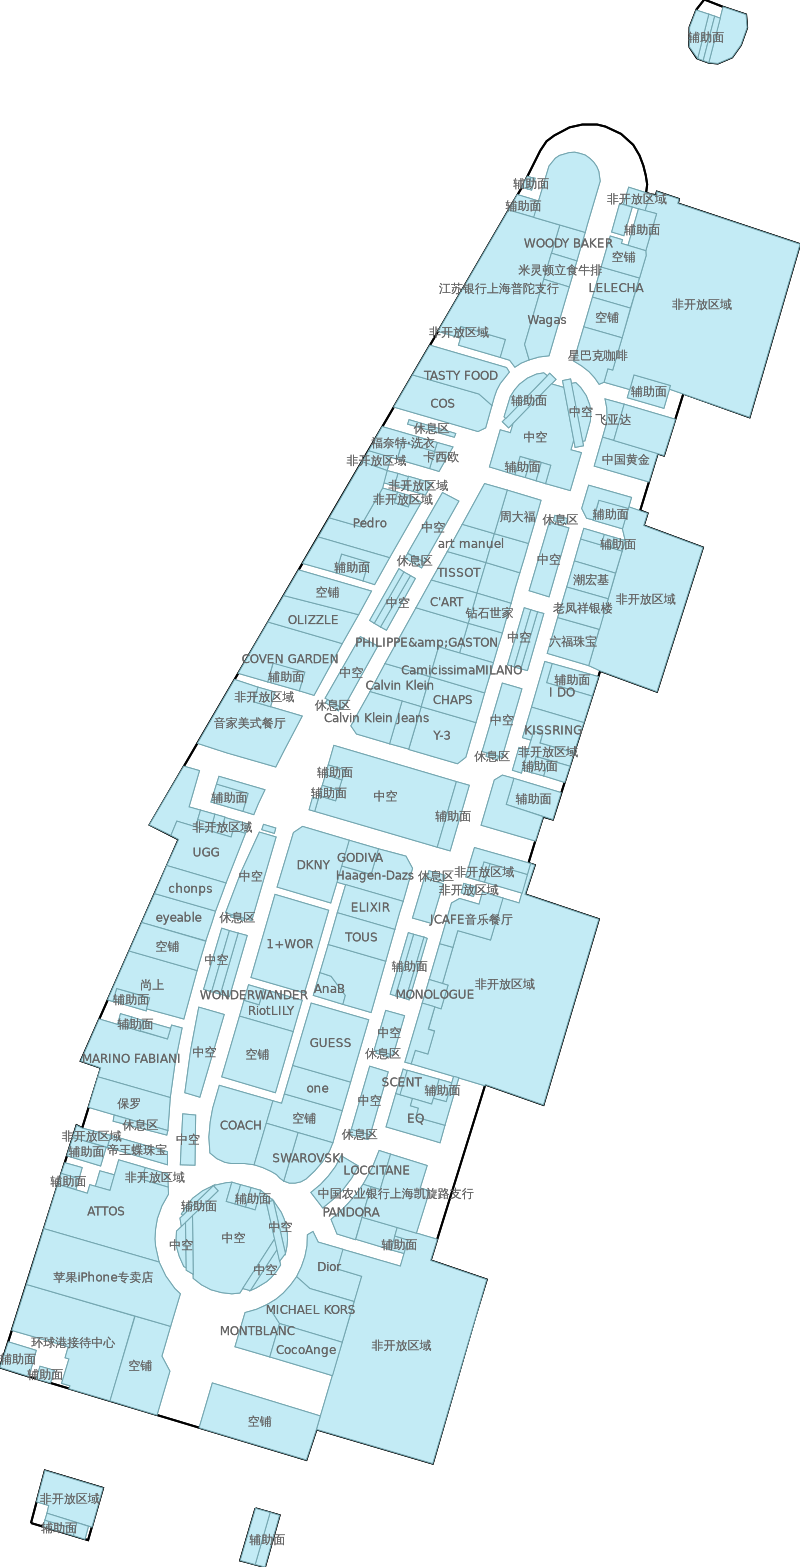 辅助面
辅助面
非开放区域
辅助面
辅助面
WOODY BAKER
空铺
米灵顿立食牛排
江苏银行上海普陀支行
LELECHA
非开放区域
Wagas
空铺
非开放区域
星巴克咖啡
TASTY FOOD
辅助面
辅助面
COS
中空
飞亚达
休息区
中空
福奈特·洗衣
卡西欧
非开放区域
中国黄金
辅助面
非开放区域
非开放区域
周大福
休息区
辅助面
Pedro
中空
art manuel
辅助面
休息区
中空
辅助面
TISSOT
潮宏基
空铺
中空
C'ART
非开放区域
老凤祥银楼
钻石世家
OLIZZLE
PHILIPPE&amp;GASTON
中空
六福珠宝
COVEN GARDEN
中空
CamicissimaMILANO
辅助面
辅助面
Calvin Klein
I DO
非开放区域
休息区
CHAPS
音家美式餐厅
Calvin Klein Jeans
中空
KISSRING
Y-3
休息区
非开放区域
辅助面
辅助面
辅助面
中空
辅助面
辅助面
辅助面
非开放区域
UGG
DKNY
GODIVA
Haagen-Dazs
休息区
非开放区域
chonps
中空
非开放区域
eyeable
休息区
ELIXIR
JCAFE音乐餐厅
空铺
1+WOR
TOUS
中空
辅助面
尚上
AnaB
非开放区域
辅助面
WONDERWANDER
MONOLOGUE
RiotLILY
辅助面
GUESS
中空
MARINO FABIANI
中空
空铺
休息区
one
SCENT
辅助面
保罗
中空
空铺
EQ
休息区
COACH
休息区
非开放区域
中空
帝王蝶珠宝
辅助面
SWAROVSKI
LOCCITANE
辅助面
非开放区域
中国农业银行上海凯旋路支行
辅助面
辅助面
ATTOS
PANDORA
中空
中空
中空
辅助面
苹果iPhone专卖店
中空
Dior
MICHAEL KORS
环球港接待中心
MONTBLANC
CocoAnge
非开放区域
辅助面
空铺
辅助面
空铺
非开放区域
辅助面
辅助面